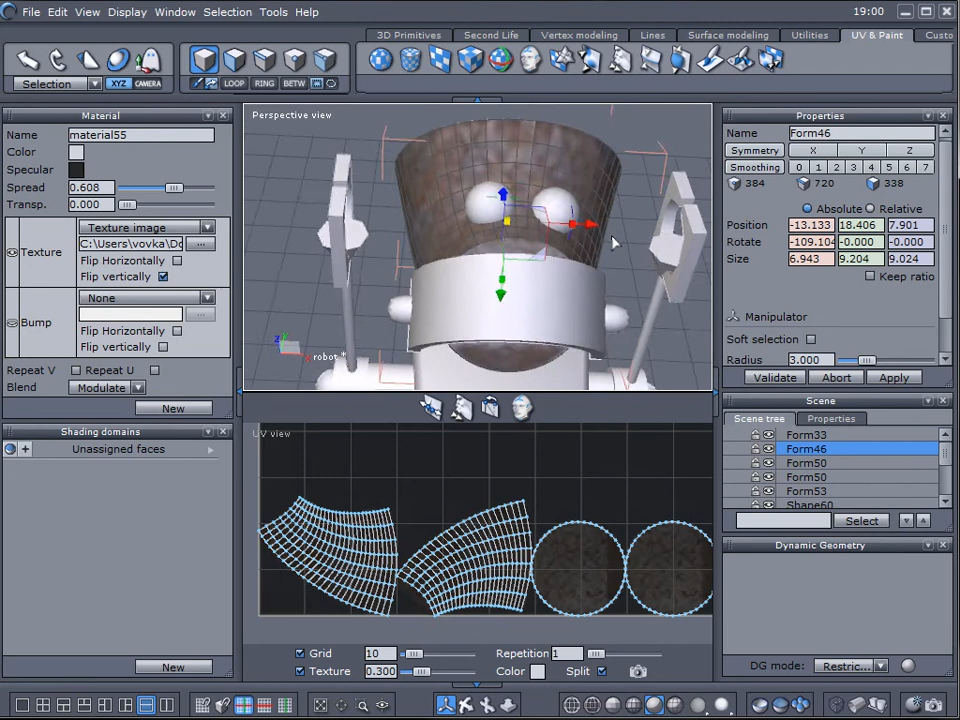 File Edit View Display Window Selection Tools Help 19:00
3D Primitives Second Life Vertex modeling Lines Surface modeling Utilities UV & Paint Custo
Selection XYZ CAMERA LOOP RING BETW
Material
Name material55
Color
Specular
Spread 0.608
Transp. 0.000
Texture
Texture image
C:\Users\vovka\Do ...
Flip Horizontally
Flip vertically
Bump
None
...
Flip Horizontally
Flip vertically
Repeat V Repeat U
Blend Modulate
New
Shading domains
Unassigned faces
New
Perspective view
robot *
UV view
Grid 10 Repetition 1
Texture 0.300 Color Split
Properties
Name Form46
Symmetry X Y Z
Smoothing 0 1 2 3 4 5 6 7
384 720 338
Absolute Relative
Position -13.133 18.406 7.901
Rotate -109.104 -0.000 -0.000
Size 6.943 9.204 9.024
Keep ratio
Manipulator
Soft selection
Radius 3.000
Validate Abort Apply
Scene
Scene tree Properties
Form33
Form46
Form50
Form50
Form53
Shape60
Select
Dynamic Geometry
DG mode: Restric...